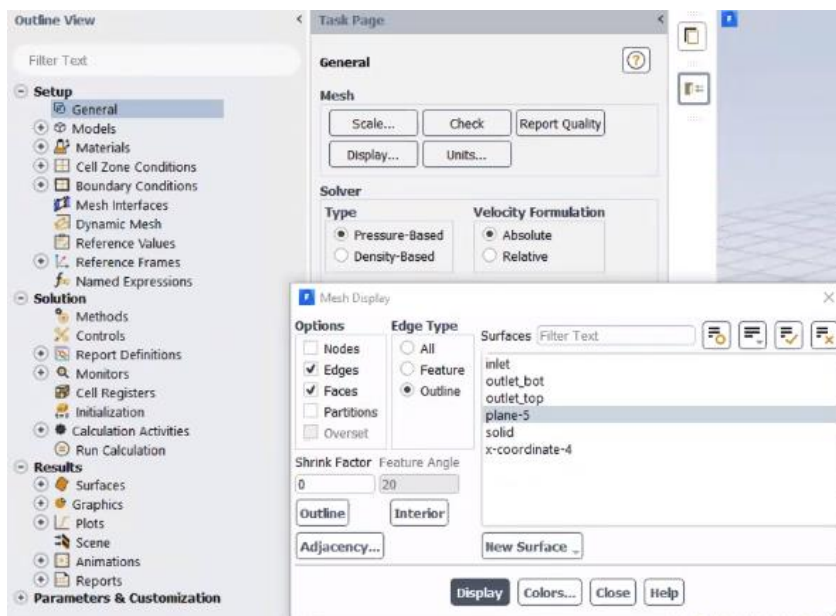 Outline View
Filter Text
Setup
General
Models
Materials
Cell Zone Conditions
Boundary Conditions
Mesh Interfaces
Dynamic Mesh
Reference Values
Reference Frames
Named Expressions
Solution
Methods
Controls
Report Definitions
Monitors
Cell Registers
Initialization
Calculation Activities
Run Calculation
Results
Surfaces
Graphics
Plots
Scene
Animations
Reports
Parameters & Customization
Task Page
General
Mesh
Scale... Check Report Quality
Display... Units...
Solver
Type
Pressure-Based
Density-Based
Velocity Formulation
Absolute
Relative
Mesh Display
Options
Nodes
Edges
Faces
Partitions
Overset
Edge Type
All
Feature
Outline
Shrink Factor Feature Angle
0 20
Outline Interior
Adjacency...
Surfaces Filter Text
inlet
outlet_bot
outlet_top
plane-5
solid
x-coordinate-4
New Surface
Display Colors... Close Help